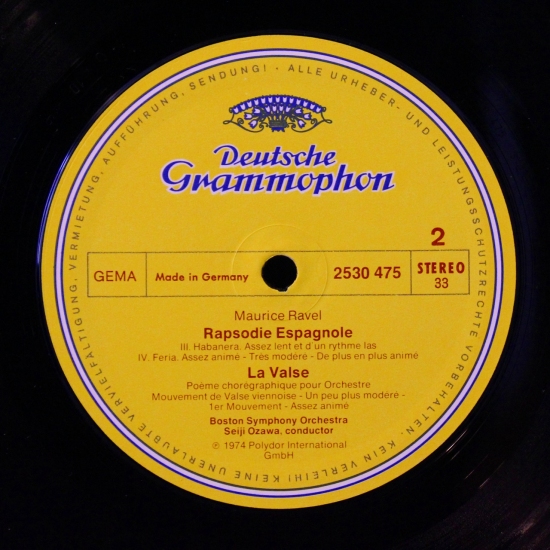 ALLE URHEBER- UND LEISTUNGSSCHUTZRECHTE VORBEHALTEN. KEIN VERLEIH! KEINE UNERLAUBTE VERVIELFÄLTIGUNG, VERMIETUNG, AUFFÜHRUNG, SENDUNG! ·
Deutsche
Grammophon
2
GEMA Made in Germany 2530 475 STEREO
33
Maurice Ravel
Rapsodie Espagnole
III. Habanera. Assez lent et d'un rythme las
IV. Feria. Assez animé - Très modéré - De plus en plus animé
La Valse
Poème chorégraphique pour Orchestre
Mouvement de Valse viennoise - Un peu plus modéré -
1er Mouvement - Assez animé
Boston Symphony Orchestra
Seiji Ozawa, conductor
℗ 1974 Polydor International
GmbH